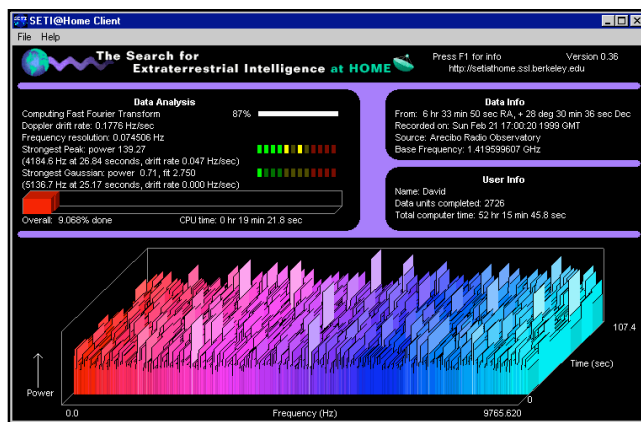 SETI@Home Client
File Help
The Search for
Extraterrestrial Intelligence at HOME
Press F1 for info Version 0.36
http://setiathome.ssl.berkeley.edu
Data Analysis
Computing Fast Fourier Transform 87%
Doppler drift rate: 0.1776 Hz/sec
Frequency resolution: 0.074506 Hz
Strongest Peak: power 139.27
(4184.6 Hz at 26.84 seconds, drift rate 0.047 Hz/sec)
Strongest Gaussian: power 0.71, fit 2.750
(5136.7 Hz at 25.17 seconds, drift rate 0.000 Hz/sec)
Overall: 9.068% done CPU time: 0 hr 19 min 21.8 sec
Data Info
From: 6 hr 33 min 50 sec RA, + 28 deg 30 min 36 sec Dec
Recorded on: Sun Feb 21 17:00:20 1999 GMT
Source: Arecibo Radio Observatory
Base Frequency: 1.419599607 GHz
User Info
Name: David
Data units completed: 2726
Total computer time: 52 hr 15 min 45.8 sec
107.4
Time (sec)
Power
0
0.0 Frequency (Hz) 9765.620